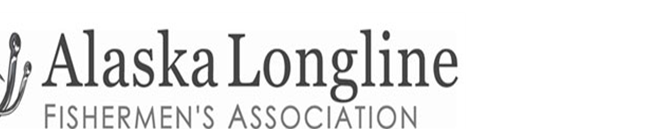 Alaska Longline
FISHERMEN'S ASSOCIATION